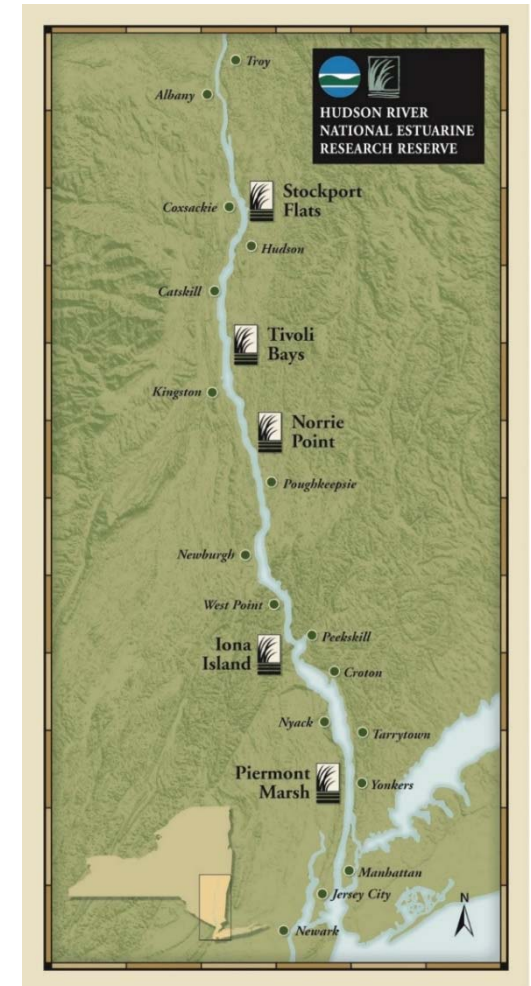 HUDSON RIVER
NATIONAL ESTUARINE
RESEARCH RESERVE
Troy
Albany
Stockport
Flats
Coxsackie
Hudson
Catskill
Tivoli
Bays
Kingston
Norrie
Point
Poughkeepsie
Newburgh
West Point
Peekskill
Iona
Island
Croton
Nyack
Tarrytown
Piermont
Marsh
Yonkers
Manhattan
Jersey City
N
Newark